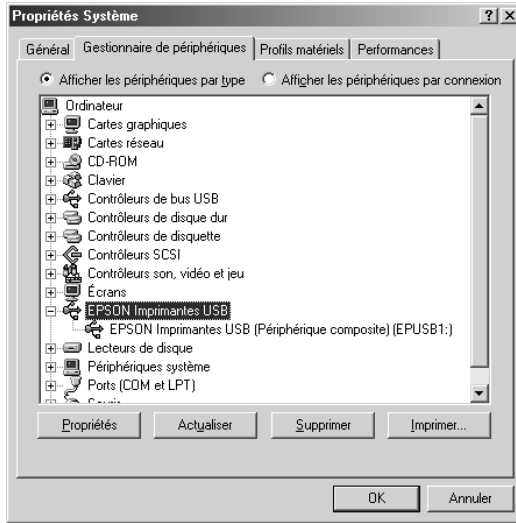 Propriétés Système
Général Gestionnaire de périphériques Profils matériels Performances
Afficher les périphériques par type Afficher les périphériques par connexion
Ordinateur
Cartes graphiques
Cartes réseau
CD-ROM
Clavier
Contrôleurs de bus USB
Contrôleurs de disque dur
Contrôleurs de disquette
Contrôleurs SCSI
Contrôleurs son, vidéo et jeu
Écrans
EPSON Imprimantes USB
EPSON Imprimantes USB (Périphérique composite) (EPUSB1:)
Lecteurs de disque
Périphériques système
Ports (COM et LPT)
Propriétés Actualiser Supprimer Imprimer...
OK Annuler